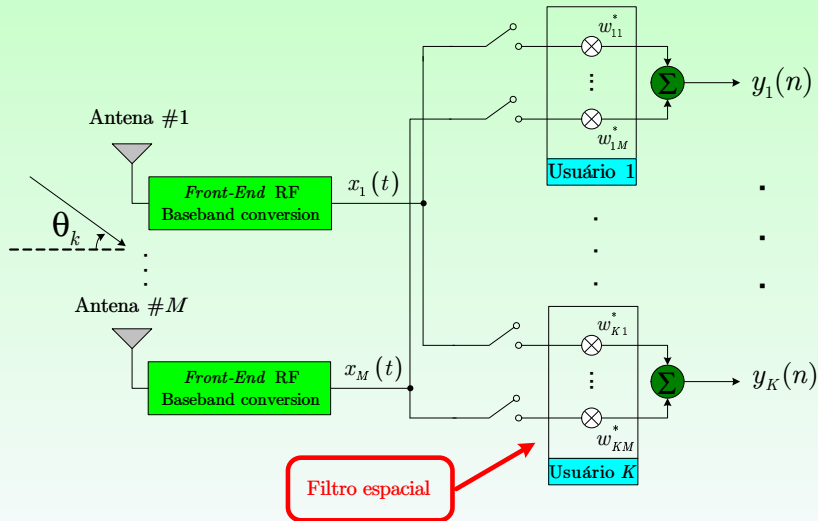 w*11
w*1M
Σ
y1(n)
Usuário 1
Antena #1
Front-End RF
Baseband conversion
x1(t)
θk
Antena #M
Front-End RF
Baseband conversion
xM(t)
w*K1
w*KM
Σ
yK(n)
Usuário K
Filtro espacial